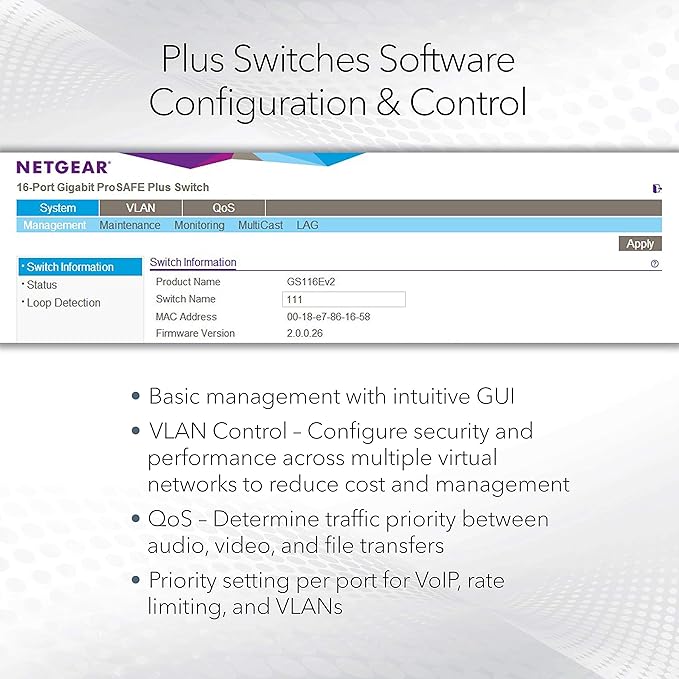 Plus Switches Software
Configuration & Control
NETGEAR®
16-Port Gigabit ProSAFE Plus Switch
System VLAN QoS
Management Maintenance Monitoring MultiCast LAG
Apply
• Switch Information
• Status
• Loop Detection
Switch Information
?
Product Name GS116Ev2
Switch Name 111
MAC Address 00-18-e7-86-16-58
Firmware Version 2.0.0.26
• Basic management with intuitive GUI
• VLAN Control – Configure security and
performance across multiple virtual
networks to reduce cost and management
• QoS – Determine traffic priority between
audio, video, and file transfers
• Priority setting per port for VoIP, rate
limiting, and VLANs